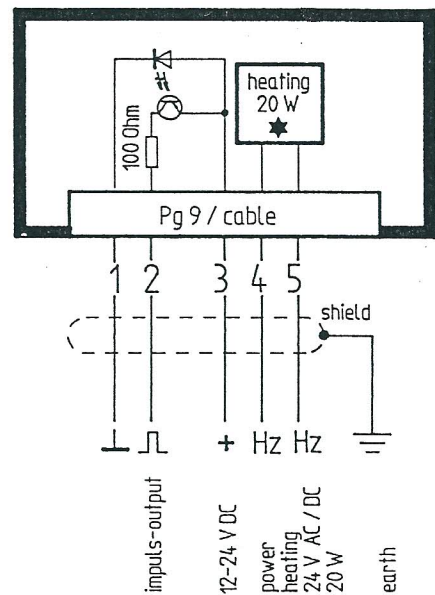 heating
20 W
100 Ohm
Pg 9 / cable
1 2 3 4 5
shield
+ Hz Hz
impuls-output
12-24 V DC
power
heating
24 V AC / DC
20 W
earth